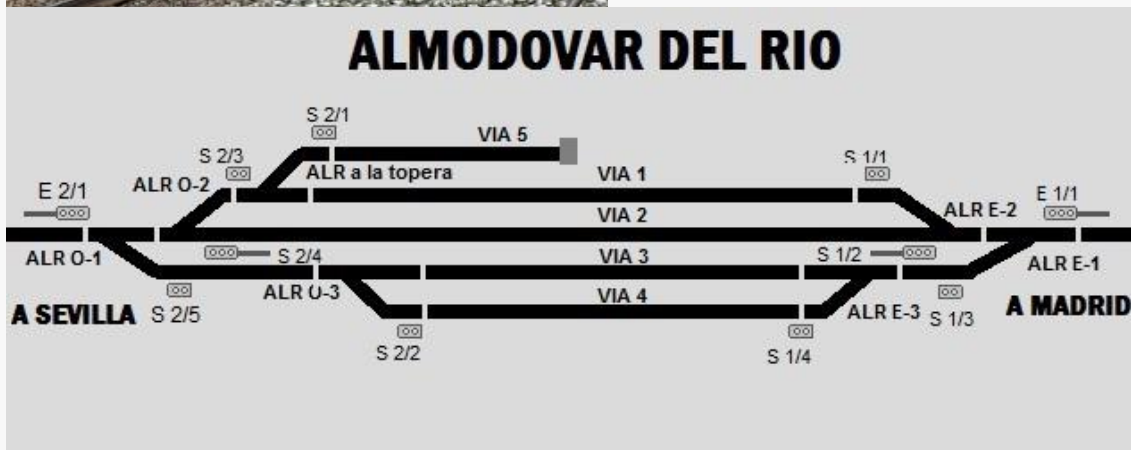 ALMODOVAR DEL RIO
S 2/1
VIA 5
S 2/3
ALR a la topera
VIA 1
S 1/1
E 2/1
ALR O-2
VIA 2
ALR E-2
E 1/1
ALR O-1
S 2/4
VIA 3
S 1/2
ALR E-1
A SEVILLA
S 2/5
ALR O-3
VIA 4
ALR E-3
S 1/3
A MADRID
S 2/2
S 1/4